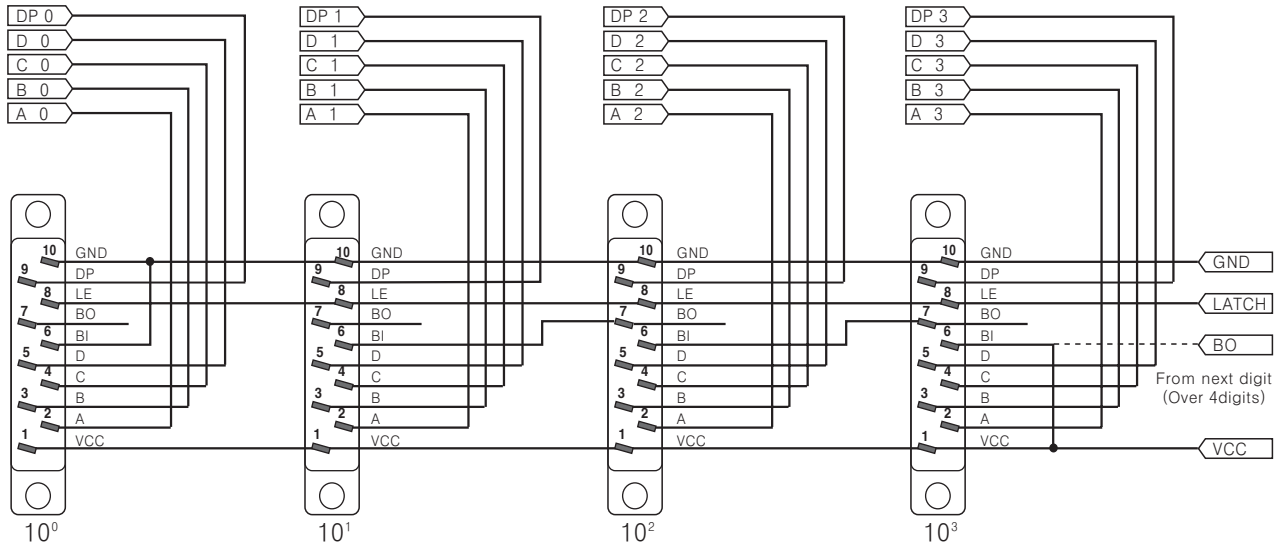 DP 0
D 0
C 0
B 0
A 0
DP 1
D 1
C 1
B 1
A 1
DP 2
D 2
C 2
B 2
A 2
DP 3
D 3
C 3
B 3
A 3
10 GND
9 DP
8 LE
7 BO
6 BI
5 D
4 C
3 B
2 A
1 VCC
10⁰
10 GND
9 DP
8 LE
7 BO
6 BI
5 D
4 C
3 B
2 A
1 VCC
10¹
10 GND
9 DP
8 LE
7 BO
6 BI
5 D
4 C
3 B
2 A
1 VCC
10²
10 GND
9 DP
8 LE
7 BO
6 BI
5 D
4 C
3 B
2 A
1 VCC
10³
GND
LATCH
BO
From next digit
(Over 4digits)
VCC